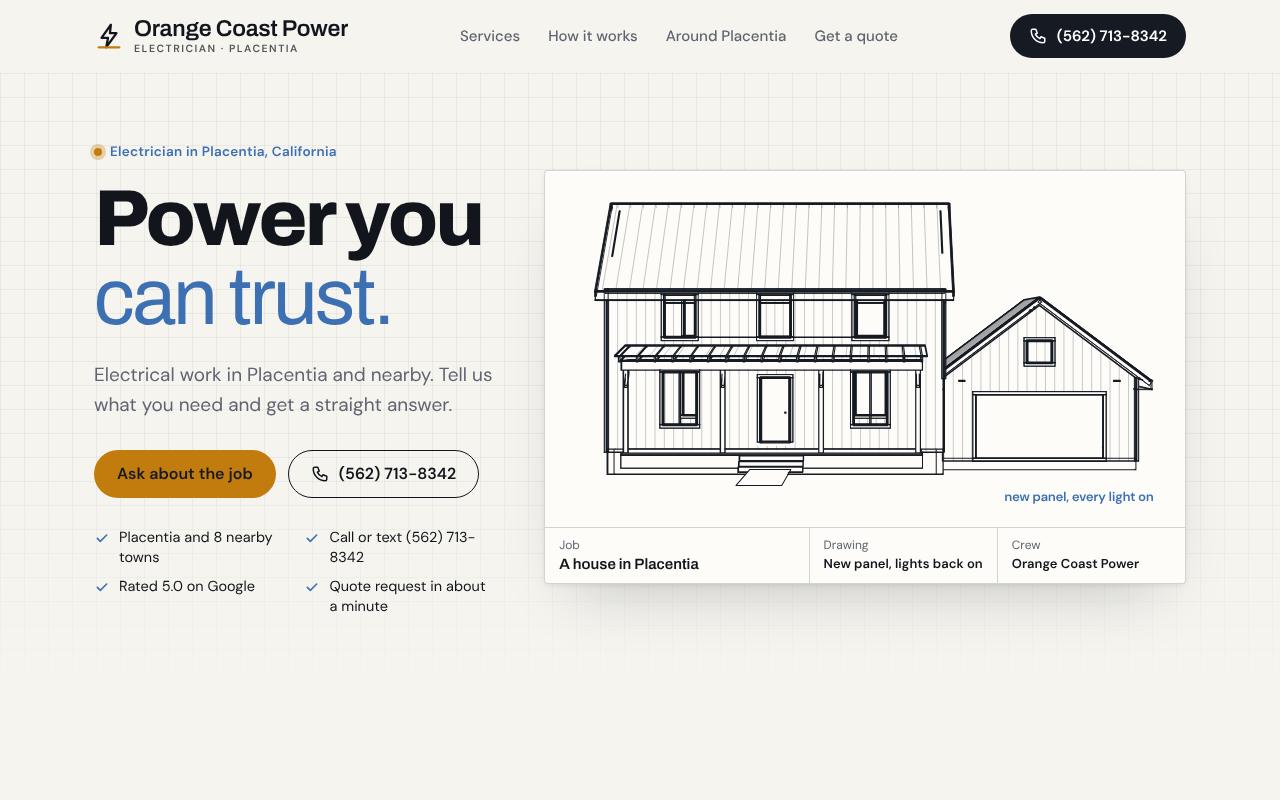 Orange Coast Power
ELECTRICIAN · PLACENTIA
Services
How it works
Around Placentia
Get a quote
(562) 713-8342
Electrician in Placentia, California
Power you
can trust.
Electrical work in Placentia and nearby. Tell us
what you need and get a straight answer.
Ask about the job
(562) 713-8342
Placentia and 8 nearby
towns
Call or text (562) 713-
8342
Rated 5.0 on Google
Quote request in about
a minute
new panel, every light on
Job
A house in Placentia
Drawing
New panel, lights back on
Crew
Orange Coast Power